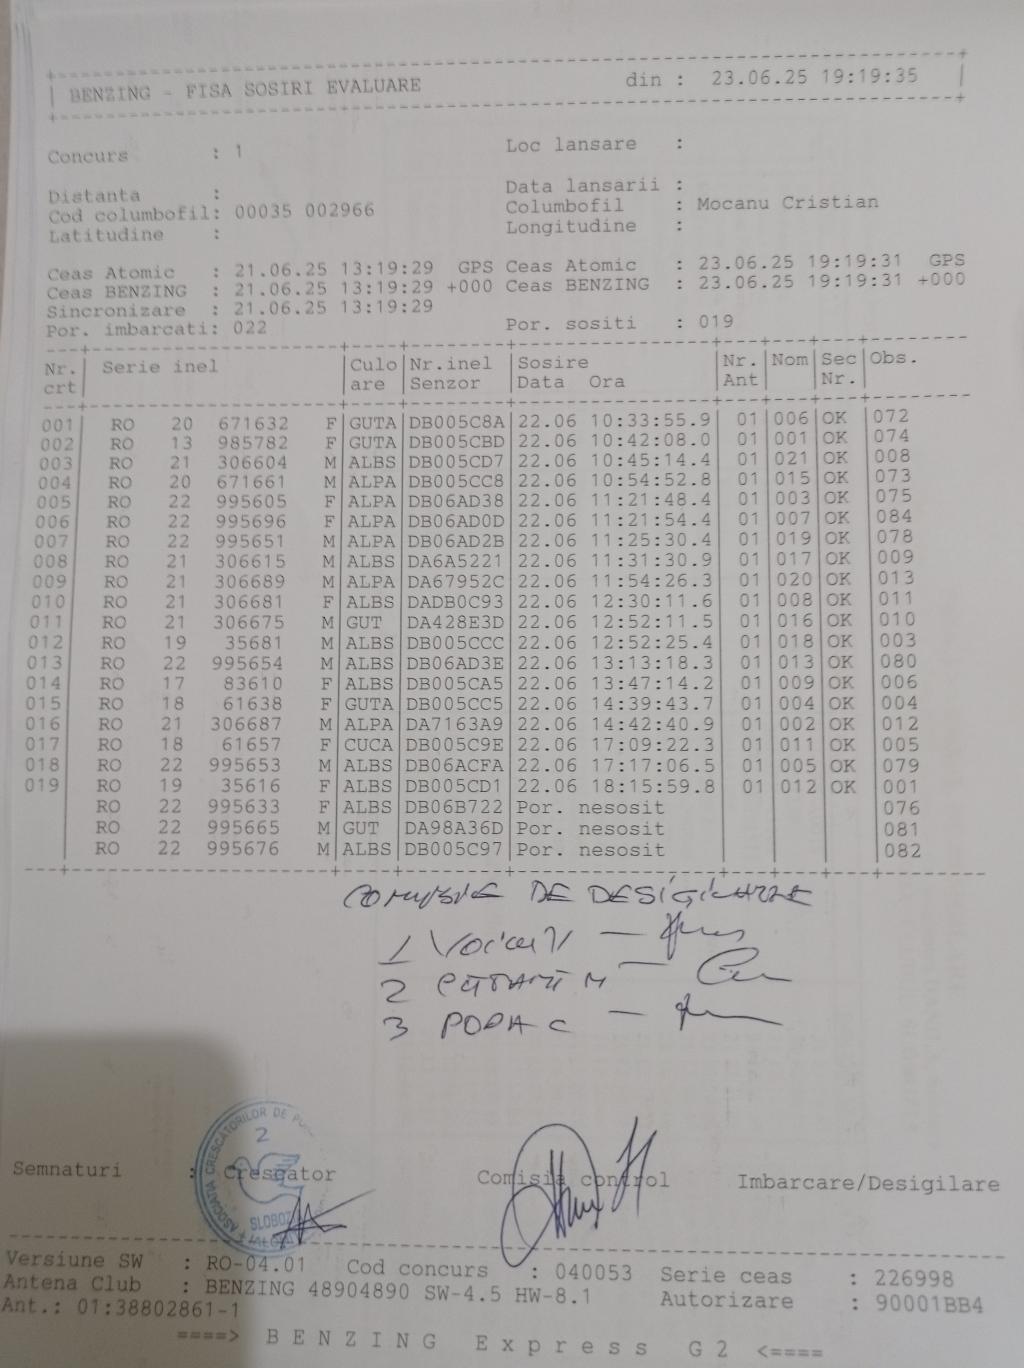 BENZING - FISA SOSIRI EVALUARE din : 23.06.25 19:19:35
Concurs : 1 Loc lansare :
Distanta : Data lansarii :
Cod columbofil: 00035 002966 Columbofil : Mocanu Cristian
Latitudine : Longitudine :
Ceas Atomic : 21.06.25 13:19:29 GPS Ceas Atomic : 23.06.25 19:19:31 GPS
Ceas BENZING : 21.06.25 13:19:29 +000 Ceas BENZING : 23.06.25 19:19:31 +000
Sincronizare : 21.06.25 13:19:29
Por. imbarcati: 022 Por. sositi : 019
Nr. Serie inel Culo Nr.inel Sosire Nr. Nom Sec Obs.
crt are Senzor Data Ora Ant Nr.
001 RO 20 671632 F GUTA DB005C8A 22.06 10:33:55.9 01 006 OK 072
002 RO 13 985782 F GUTA DB005CBD 22.06 10:42:08.0 01 001 OK 074
003 RO 21 306604 M ALBS DB005CD7 22.06 10:45:14.4 01 021 OK 008
004 RO 20 671661 M ALPA DB005CC8 22.06 10:54:52.8 01 015 OK 073
005 RO 22 995605 F ALPA DB06AD38 22.06 11:21:48.4 01 003 OK 075
006 RO 22 995696 F ALPA DB06AD0D 22.06 11:21:54.4 01 007 OK 084
007 RO 22 995651 M ALPA DB06AD2B 22.06 11:25:30.4 01 019 OK 078
008 RO 21 306615 M ALBS DA6A5221 22.06 11:31:30.9 01 017 OK 009
009 RO 21 306689 M ALPA DA67952C 22.06 11:54:26.3 01 020 OK 013
010 RO 21 306681 F ALBS DADB0C93 22.06 12:30:11.6 01 008 OK 011
011 RO 21 306675 M GUT DA428E3D 22.06 12:52:11.5 01 016 OK 010
012 RO 19 35681 M ALBS DB005CCC 22.06 12:52:25.4 01 018 OK 003
013 RO 22 995654 M ALBS DB06AD3E 22.06 13:13:18.3 01 013 OK 080
014 RO 17 83610 F ALBS DB005CA5 22.06 13:47:14.2 01 009 OK 006
015 RO 18 61638 F GUTA DB005CC5 22.06 14:39:43.7 01 004 OK 004
016 RO 21 306687 M ALPA DA7163A9 22.06 14:42:40.9 01 002 OK 012
017 RO 18 61657 F CUCA DB005C9E 22.06 17:09:22.3 01 011 OK 005
018 RO 22 995653 M ALBS DB06ACFA 22.06 17:17:06.5 01 005 OK 079
019 RO 19 35616 F ALBS DB005CD1 22.06 18:15:59.8 01 012 OK 001
RO 22 995633 F ALBS DB06B722 Por. nesosit 076
RO 22 995665 M GUT DA98A36D Por. nesosit 081
RO 22 995676 M ALBS DB005C97 Por. nesosit 082
COMISIE DE DESIGILARE
1
2
3 POPA C
ASOCIATIA CRESCATORILOR DE
2
SLOBOZ
Semnaturi : Crescator Comisia control Imbarcare/Desigilare
Versiune SW : RO-04.01 Cod concurs : 040053 Serie ceas : 226998
Antena Club : BENZING 48904890 SW-4.5 HW-8.1 Autorizare : 90001BB4
Ant.: 01:38802861-1
====> BENZING Express G2 <====